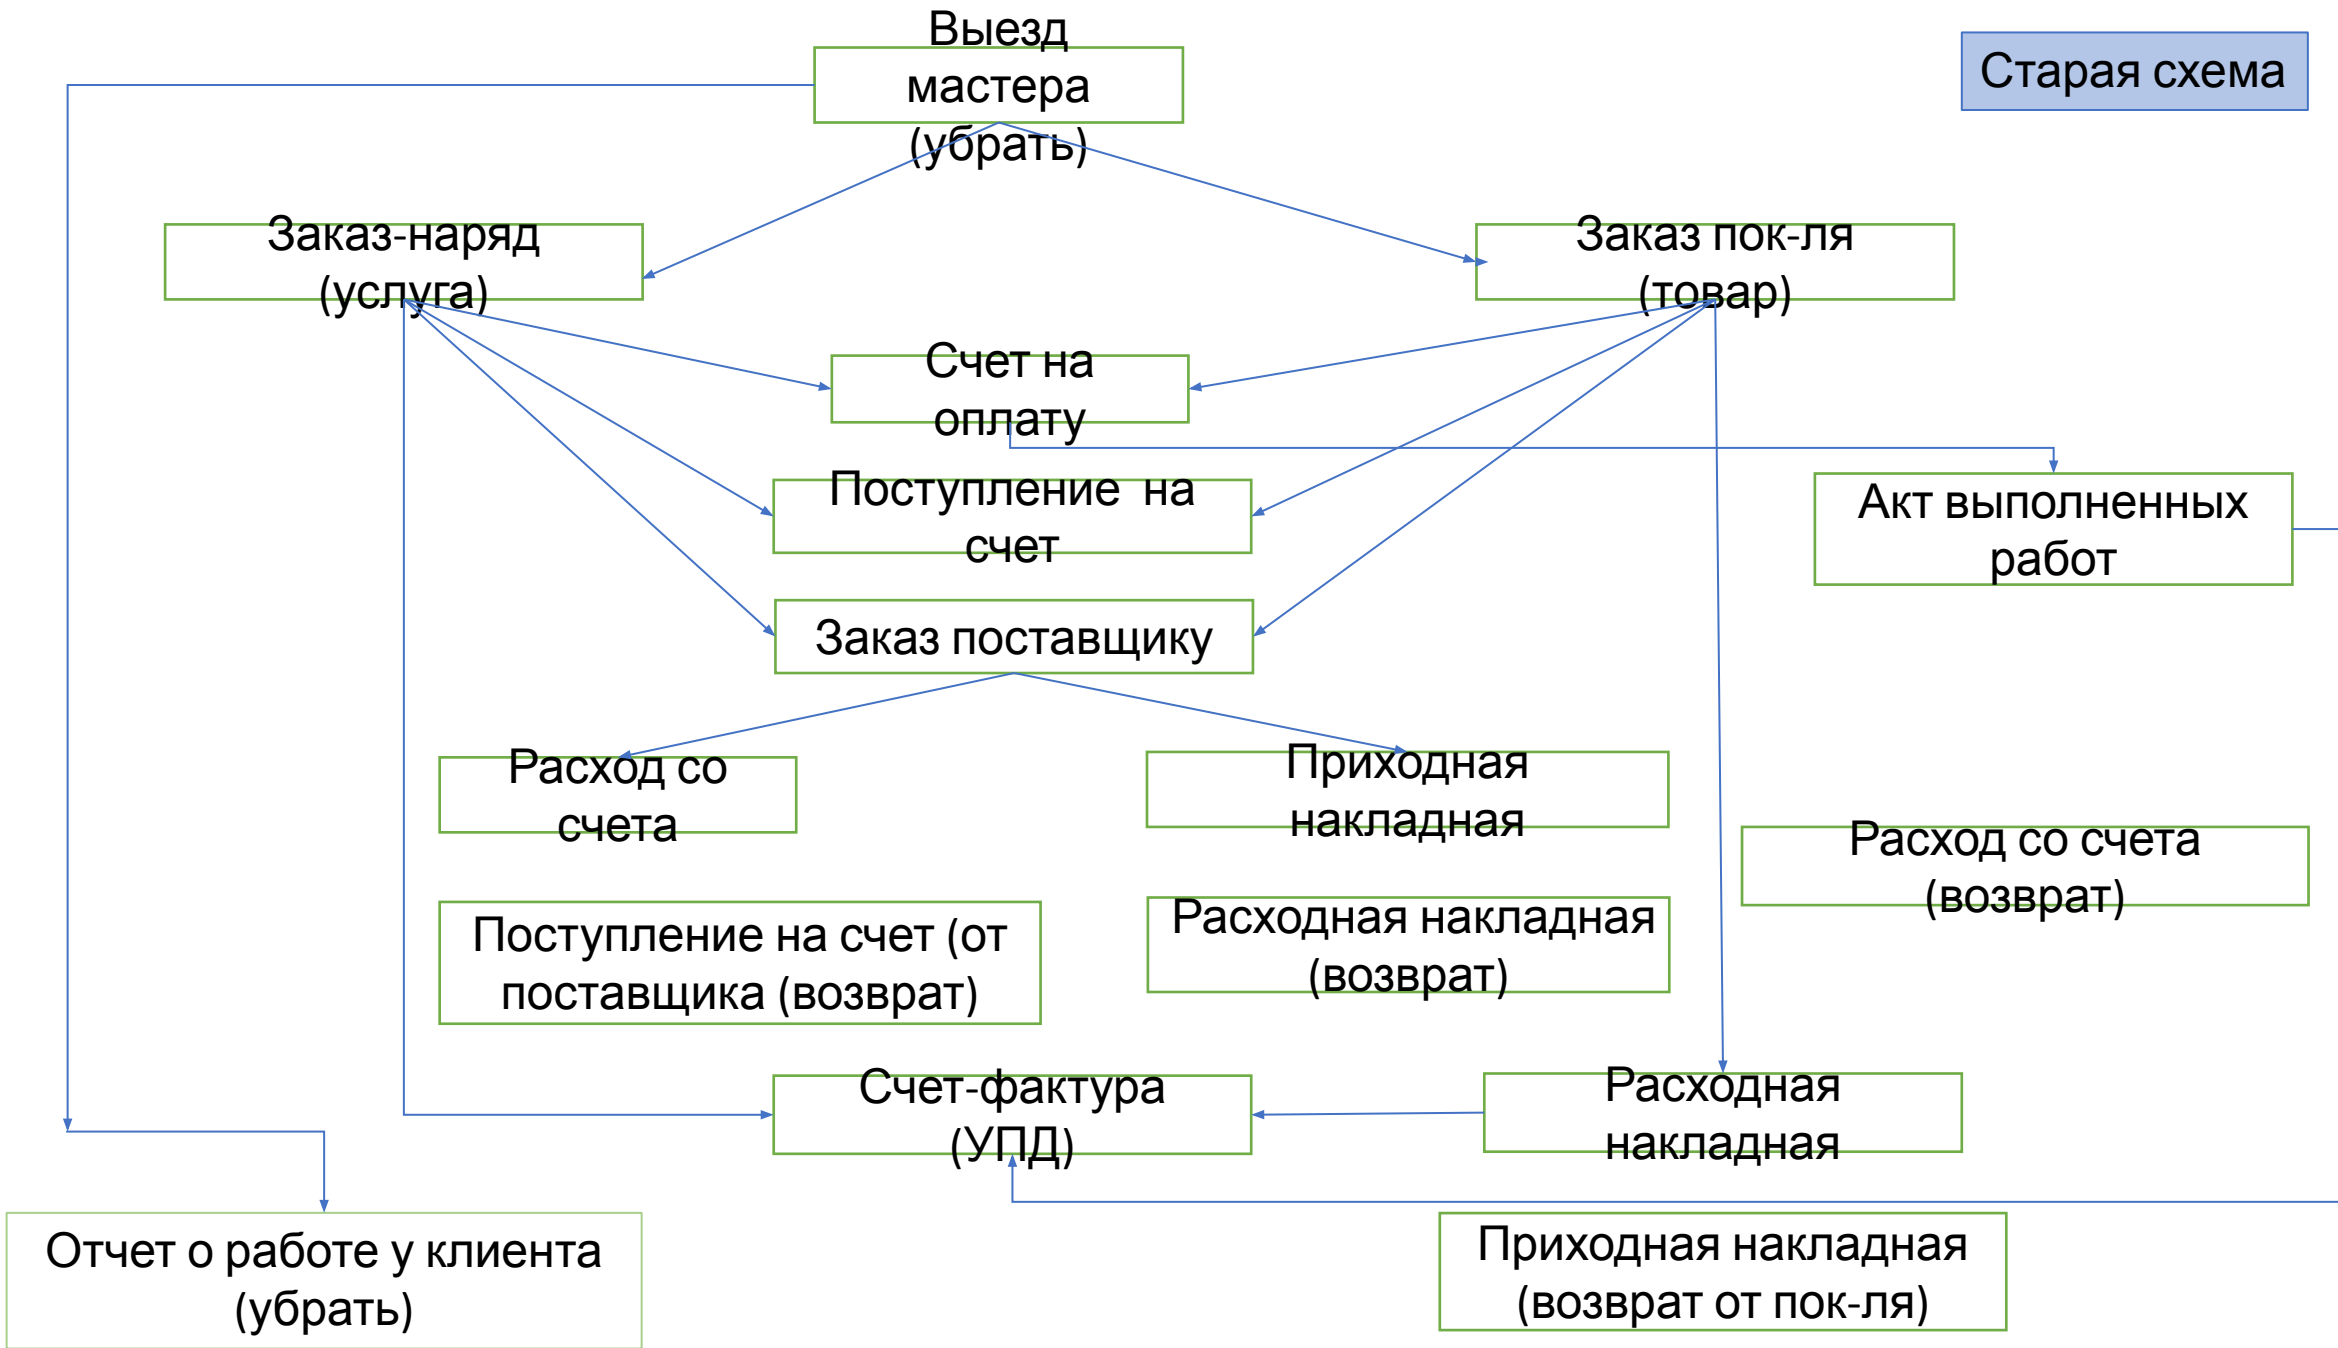 Выезд
мастера
(убрать)
Старая схема
Заказ-наряд
(услуга)
Заказ пок-ля
(товар)
Счет на
оплату
Поступление  на
счет
Акт выполненных
работ
Заказ поставщику
Расход со
счета
Приходная
накладная
Расход со счета
(возврат)
Поступление на счет (от
поставщика (возврат)
Расходная накладная
(возврат)
Счет-фактура
(УПД)
Расходная
накладная
Отчет о работе у клиента
(убрать)
Приходная накладная
(возврат от пок-ля)